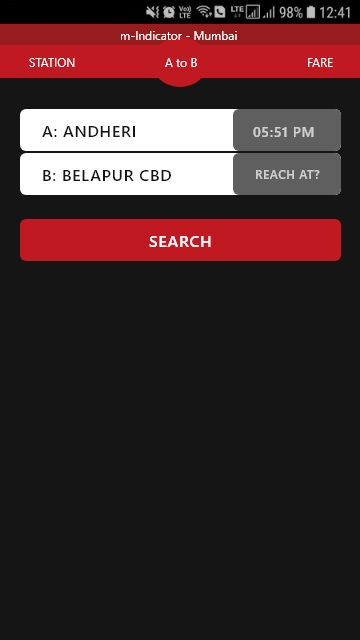 Vo)) LTE LTE 98% 12:41
m-Indicator - Mumbai
STATION A to B FARE
A: ANDHERI 05:51 PM
B: BELAPUR CBD REACH AT?
SEARCH